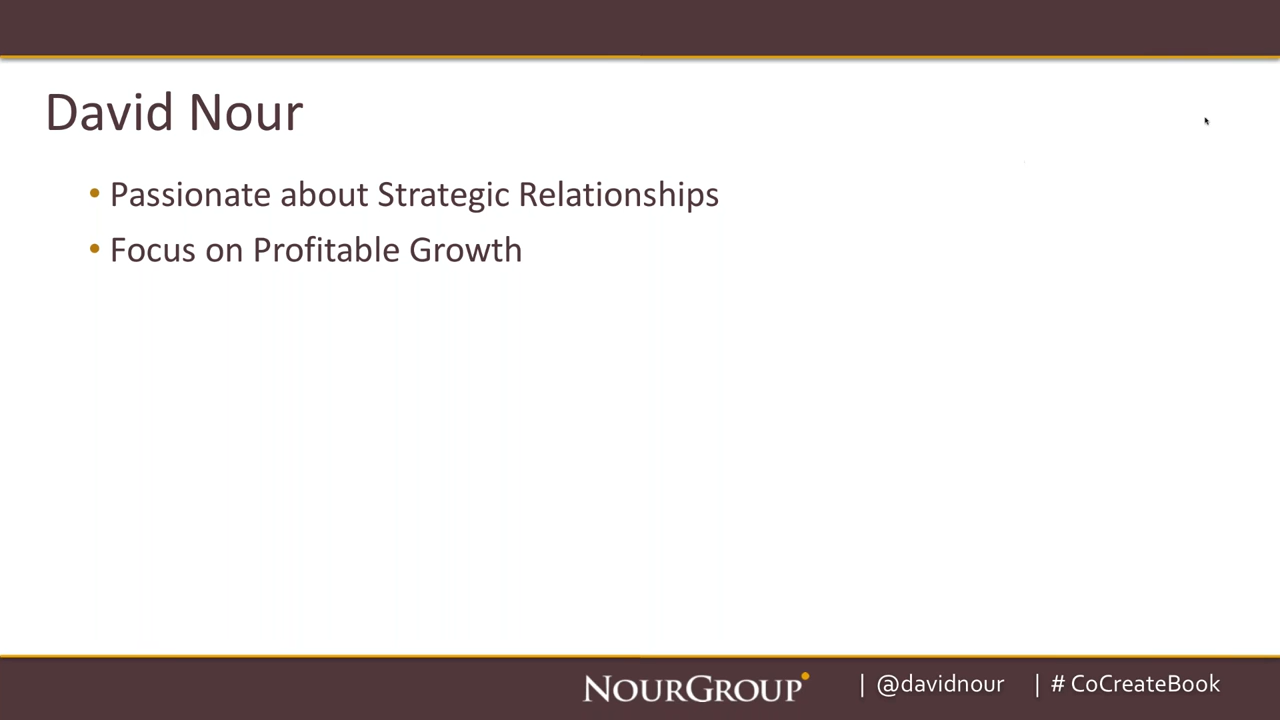 David Nour
• Passionate about Strategic Relationships
• Focus on Profitable Growth
NOURGROUP | @davidnour | # CoCreateBook